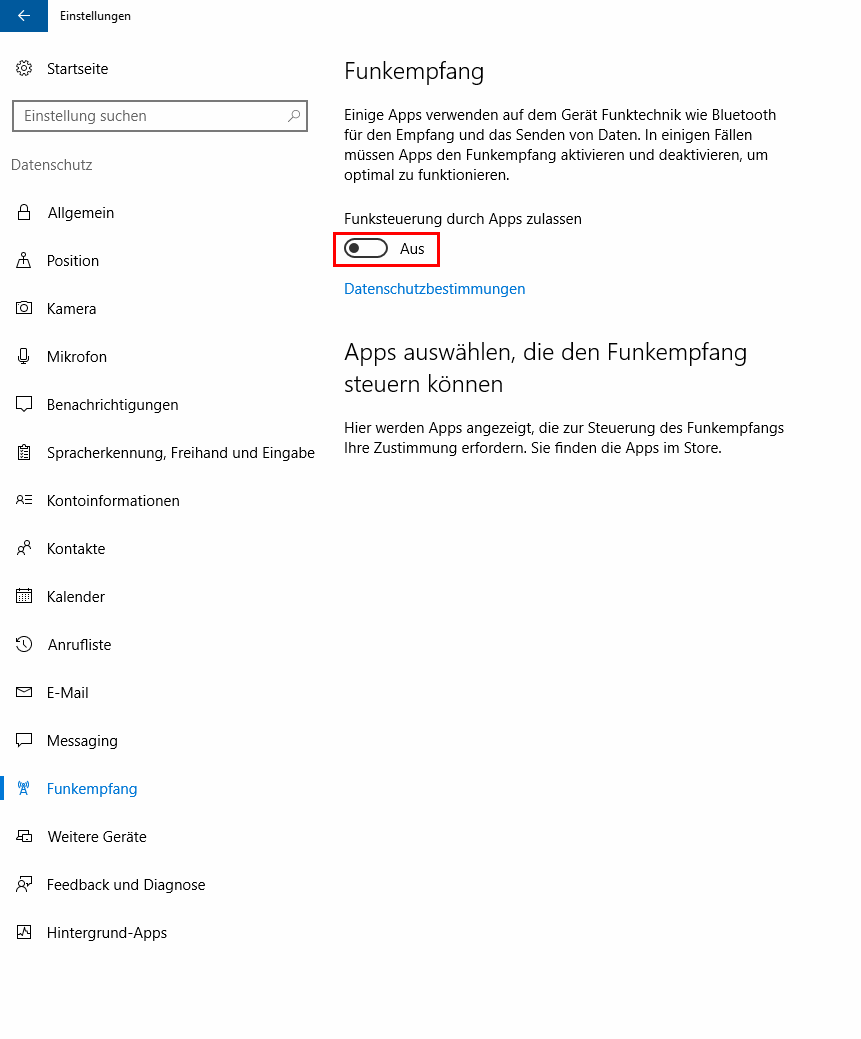 Einstellungen
Startseite
Einstellung suchen
Datenschutz
Allgemein
Position
Kamera
Mikrofon
Benachrichtigungen
Spracherkennung, Freihand und Eingabe
Kontoinformationen
Kontakte
Kalender
Anrufliste
E-Mail
Messaging
Funkempfang
Weitere Geräte
Feedback und Diagnose
Hintergrund-Apps
Funkempfang
Einige Apps verwenden auf dem Gerät Funktechnik wie Bluetooth
für den Empfang und das Senden von Daten. In einigen Fällen
müssen Apps den Funkempfang aktivieren und deaktivieren, um
optimal zu funktionieren.
Funksteuerung durch Apps zulassen
Aus
Datenschutzbestimmungen
Apps auswählen, die den Funkempfang
steuern können
Hier werden Apps angezeigt, die zur Steuerung des Funkempfangs
Ihre Zustimmung erfordern. Sie finden die Apps im Store.